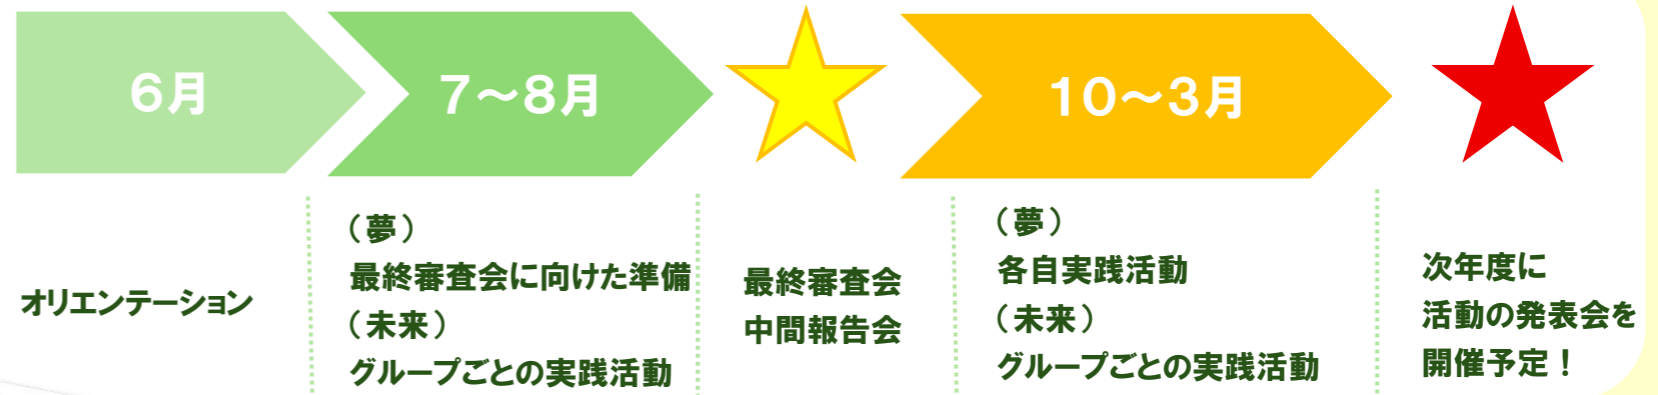 6月
7～8月
10～3月
オリエンテーション
（夢）
最終審査会に向けた準備
（未来）
グループごとの実践活動
最終審査会
中間報告会
（夢）
各自実践活動
（未来）
グループごとの実践活動
次年度に
活動の発表会を
開催予定！